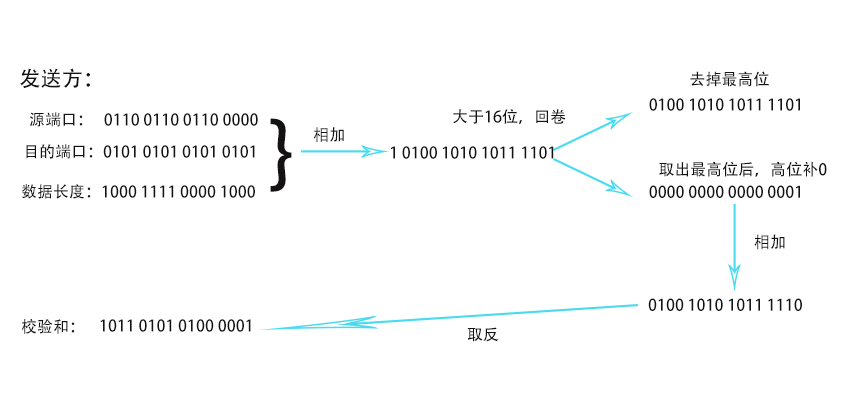 发送方：
源端口： 0110 0110 0110 0000
目的端口：0101 0101 0101 0101
数据长度：1000 1111 0000 1000
}
相加
大于16位，回卷
1 0100 1010 1011 1101
去掉最高位
0100 1010 1011 1101
取出最高位后，高位补0
0000 0000 0000 0001
相加
0100 1010 1011 1110
取反
校验和： 1011 0101 0100 0001